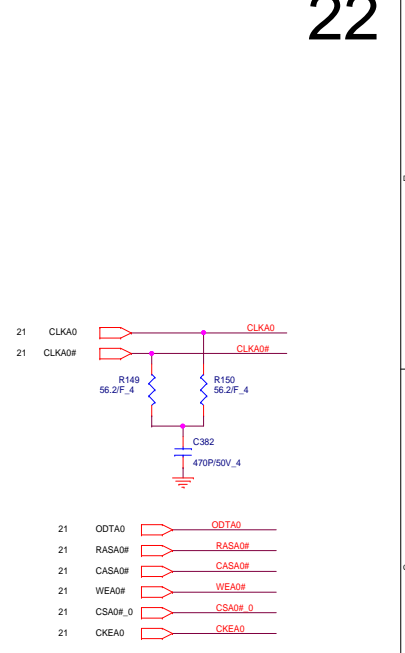 22
21 CLKA0 CLKA0
21 CLKA0# CLKA0#
R149 R150
56.2/F_4 56.2/F_4
C382
470P/50V_4
21 ODTA0 ODTA0
21 RASA0# RASA0#
21 CASA0# CASA0#
21 WEA0# WEA0#
21 CSA0#_0 CSA0#_0
21 CKEA0 CKEA0